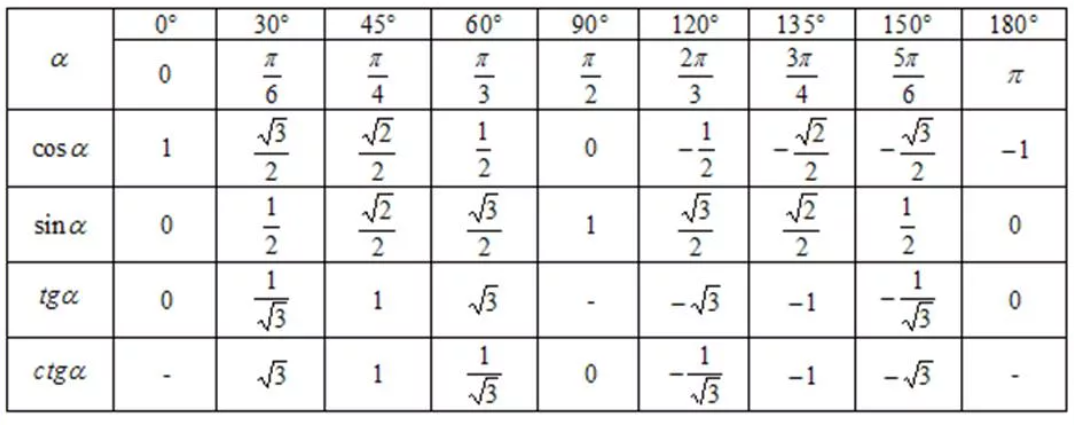 α 0° 30° 45° 60° 90° 120° 135° 150° 180°
0 π/6 π/4 π/3 π/2 2π/3 3π/4 5π/6 π
cos α 1 √3/2 √2/2 1/2 0 −1/2 −√2/2 −√3/2 −1
sin α 0 1/2 √2/2 √3/2 1 √3/2 √2/2 1/2 0
tg α 0 1/√3 1 √3 - −√3 −1 −1/√3 0
ctg α - √3 1 1/√3 0 −1/√3 −1 −√3 -